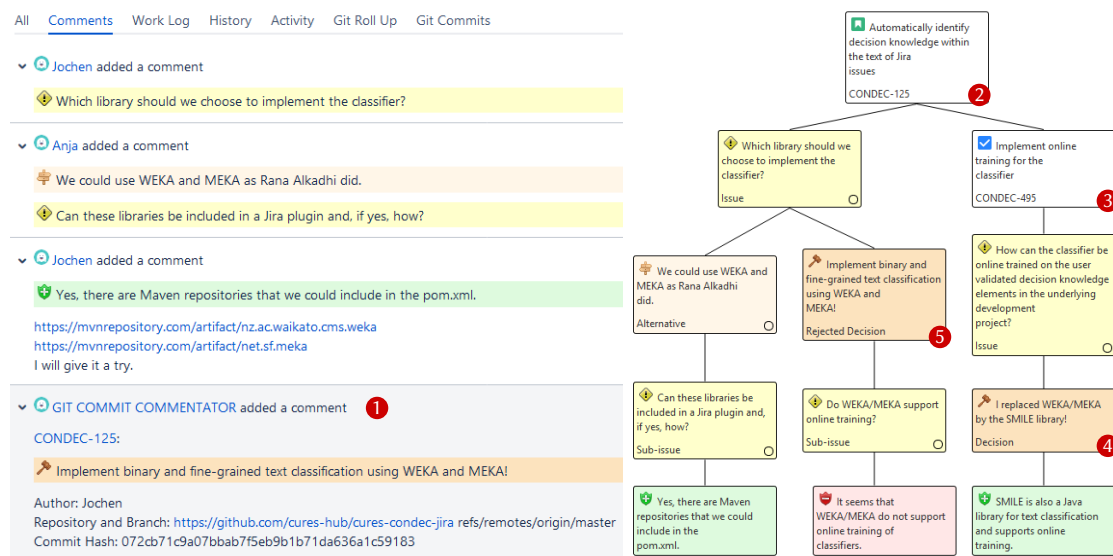 All Comments Work Log History Activity Git Roll Up Git Commits
Jochen added a comment
Which library should we choose to implement the classifier?
Anja added a comment
We could use WEKA and MEKA as Rana Alkadhi did.
Can these libraries be included in a Jira plugin and, if yes, how?
Jochen added a comment
Yes, there are Maven repositories that we could include in the pom.xml.
https://mvnrepository.com/artifact/nz.ac.waikato.cms.weka
https://mvnrepository.com/artifact/net.sf.meka
I will give it a try.
GIT COMMIT COMMENTATOR added a comment 1
CONDEC-125:
Implement binary and fine-grained text classification using WEKA and MEKA!
Author: Jochen
Repository and Branch: https://github.com/cures-hub/cures-condec-jira refs/remotes/origin/master
Commit Hash: 072cb71c9a07bbab7f5eb9b1b71da636a1c59183
Automatically identify
decision knowledge within
the text of Jira
issues
CONDEC-125
2
Which library should we
choose to implement the
classifier?
Issue
Implement online
training for the
classifier
CONDEC-495
3
We could use WEKA and
MEKA as Rana Alkadhi
did.
Alternative
Implement binary and
fine-grained text classification
using WEKA and
MEKA!
Rejected Decision
5
How can the classifier be
online trained on the user
validated decision knowledge
elements in the underlying
development
project?
Issue
Can these libraries be
included in a Jira plugin and,
if yes, how?
Sub-issue
Do WEKA/MEKA support
online training?
Sub-issue
I replaced WEKA/MEKA
by the SMILE library!
Decision
4
Yes, there are Maven
repositories that we could
include in the
pom.xml.
It seems that
WEKA/MEKA do not support
online training of
classifiers.
SMILE is also a Java
library for text classification
and supports online
training.